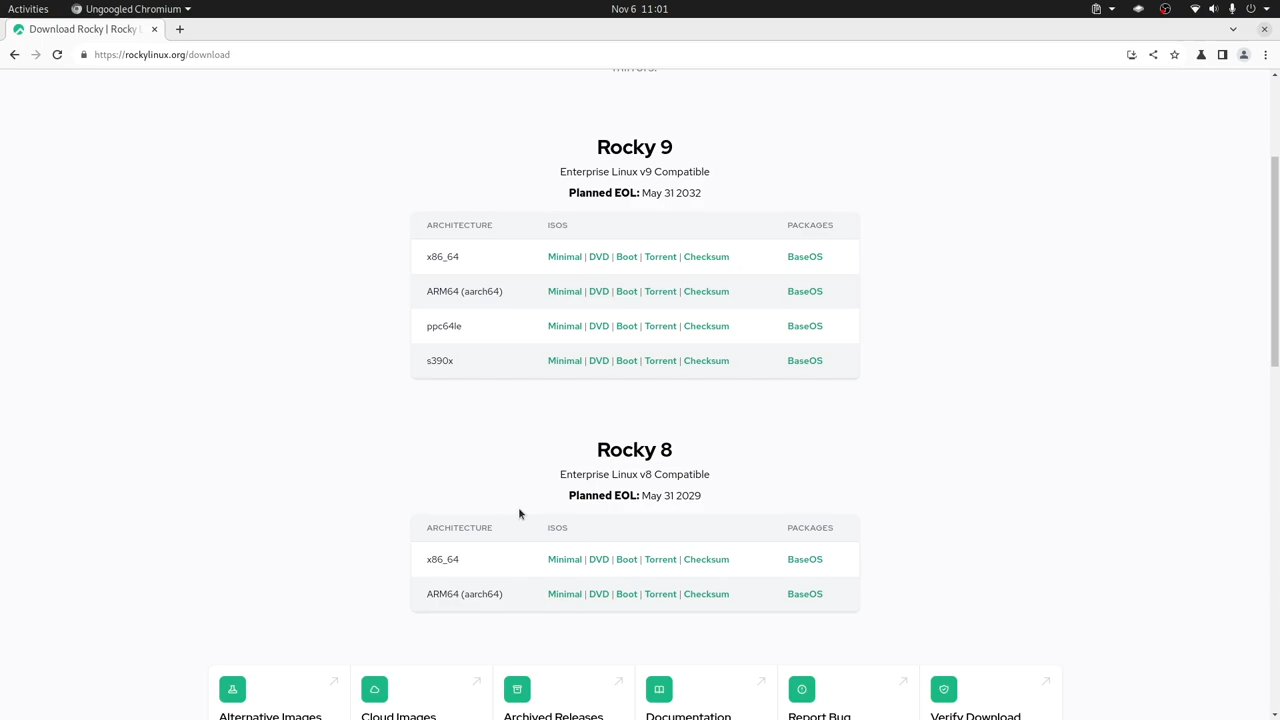 Activities
Ungoogled Chromium
Nov 6 11:01
Download Rocky | Rocky L
https://rockylinux.org/download
mirrors.
Rocky 9
Enterprise Linux v9 Compatible
Planned EOL: May 31 2032
ARCHITECTURE ISOS PACKAGES
x86_64 Minimal | DVD | Boot | Torrent | Checksum BaseOS
ARM64 (aarch64) Minimal | DVD | Boot | Torrent | Checksum BaseOS
ppc64le Minimal | DVD | Boot | Torrent | Checksum BaseOS
s390x Minimal | DVD | Boot | Torrent | Checksum BaseOS
Rocky 8
Enterprise Linux v8 Compatible
Planned EOL: May 31 2029
ARCHITECTURE ISOS PACKAGES
x86_64 Minimal | DVD | Boot | Torrent | Checksum BaseOS
ARM64 (aarch64) Minimal | DVD | Boot | Torrent | Checksum BaseOS
Alternative Images Cloud Images Archived Releases Documentation Report Bug Verify Download